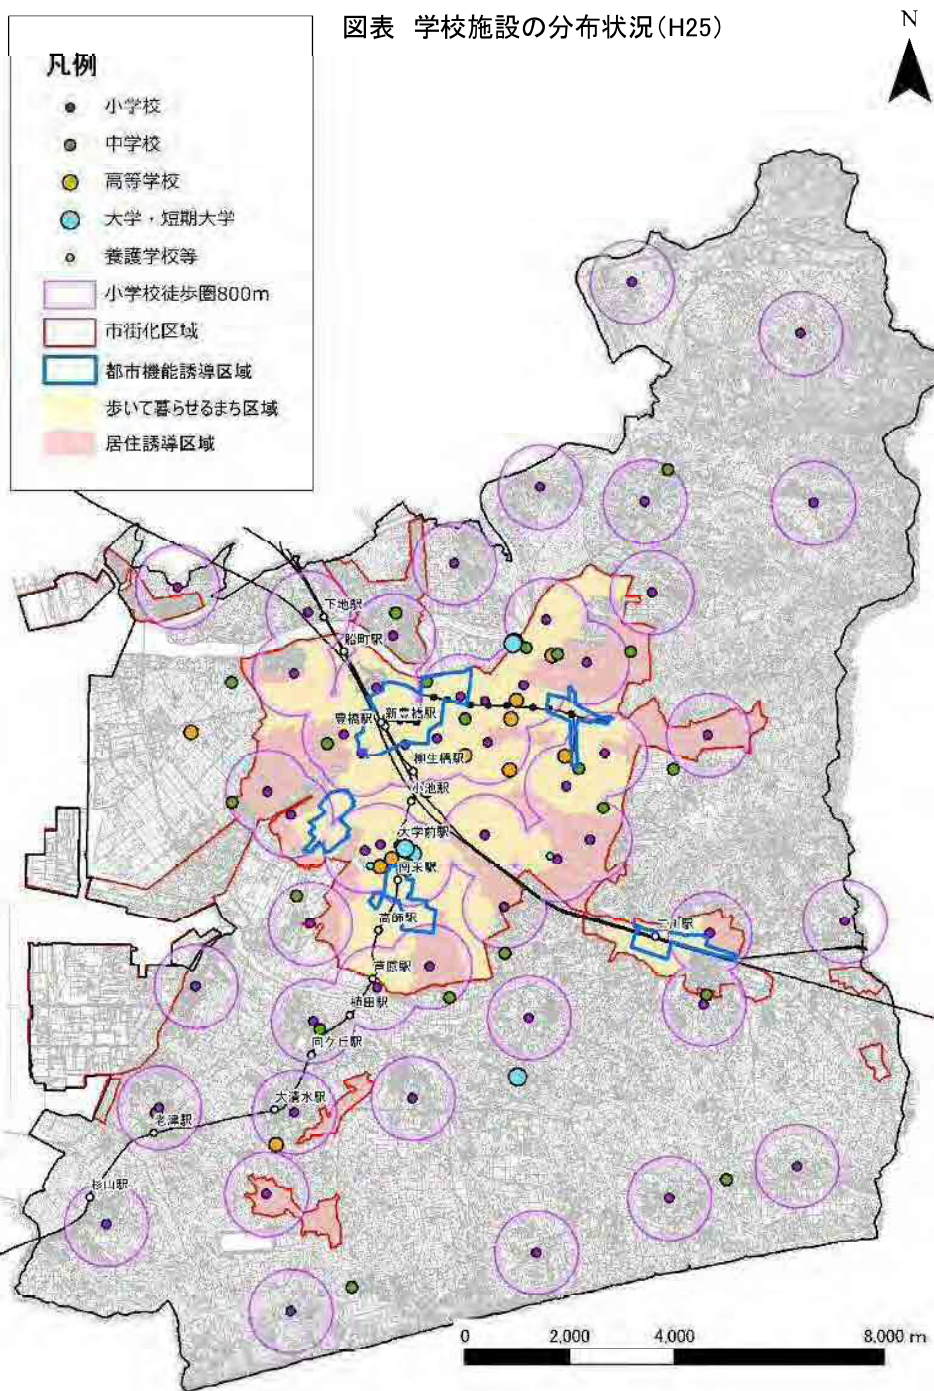 図表 学校施設の分布状況(H25)
N
凡例
小学校
中学校
高等学校
大学・短期大学
養護学校等
小学校徒歩圏800m
市街化区域
都市機能誘導区域
歩いて暮らせるまち区域
居住誘導区域
下地駅
船町駅
豊橋駅
新豊橋駅
柳生橋駅
小池駅
大学前駅
南栄駅
高師駅
二川駅
芦原駅
植田駅
向ケ丘駅
大清水駅
老津駅
杉山駅
0
2,000
4,000
8,000 m